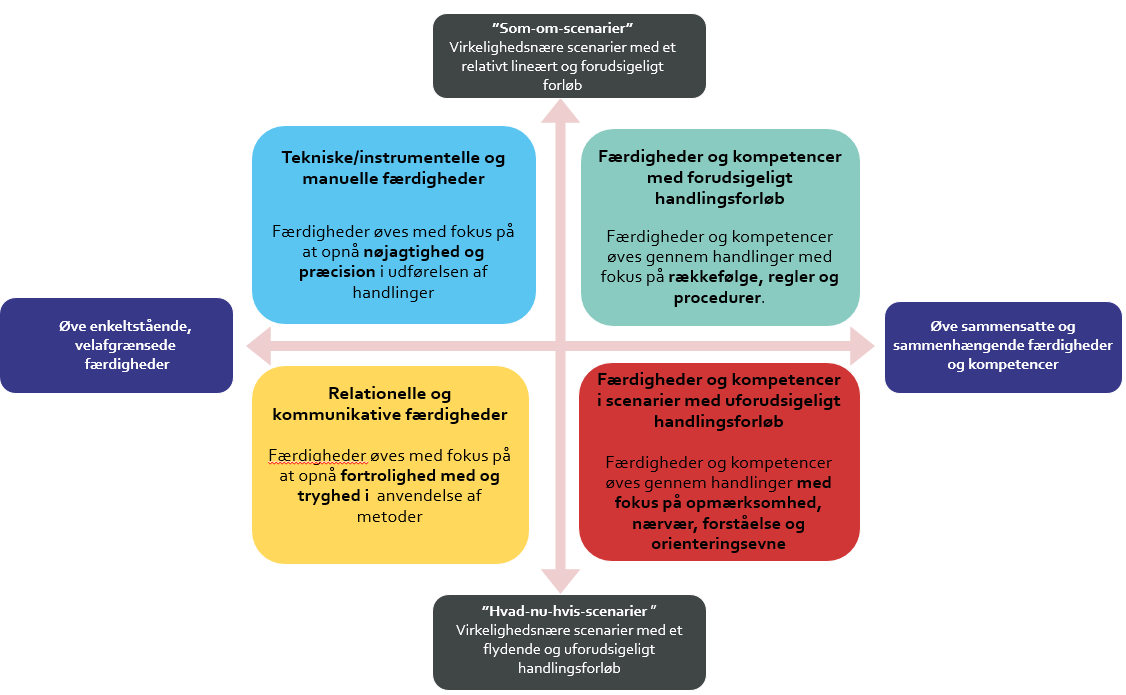 ”Som-om-scenarier”
Virkelighedsnære scenarier med et
relativt lineært og forudsigeligt
forløb
Tekniske/instrumentelle og
manuelle færdigheder
Færdigheder øves med fokus på
at opnå nøjagtighed og
præcision i udførelsen af
handlinger
Færdigheder og kompetencer
med forudsigeligt
handlingsforløb
Færdigheder og kompetencer
øves gennem handlinger med
fokus på rækkefølge, regler og
procedurer.
Øve enkeltstående,
velafgrænsede
færdigheder
Øve sammensatte og
sammenhængende færdigheder
og kompetencer
Relationelle og
kommunikative færdigheder
Færdigheder øves med fokus på
at opnå fortrolighed med og
tryghed i anvendelse af
metoder
Færdigheder og kompetencer
i scenarier med uforudsigeligt
handlingsforløb
Færdigheder og kompetencer
øves gennem handlinger med
fokus på opmærksomhed,
nærvær, forståelse og
orienteringsevne
”Hvad-nu-hvis-scenarier ”
Virkelighedsnære scenarier med et
flydende og uforudsigeligt
handlingsforløb